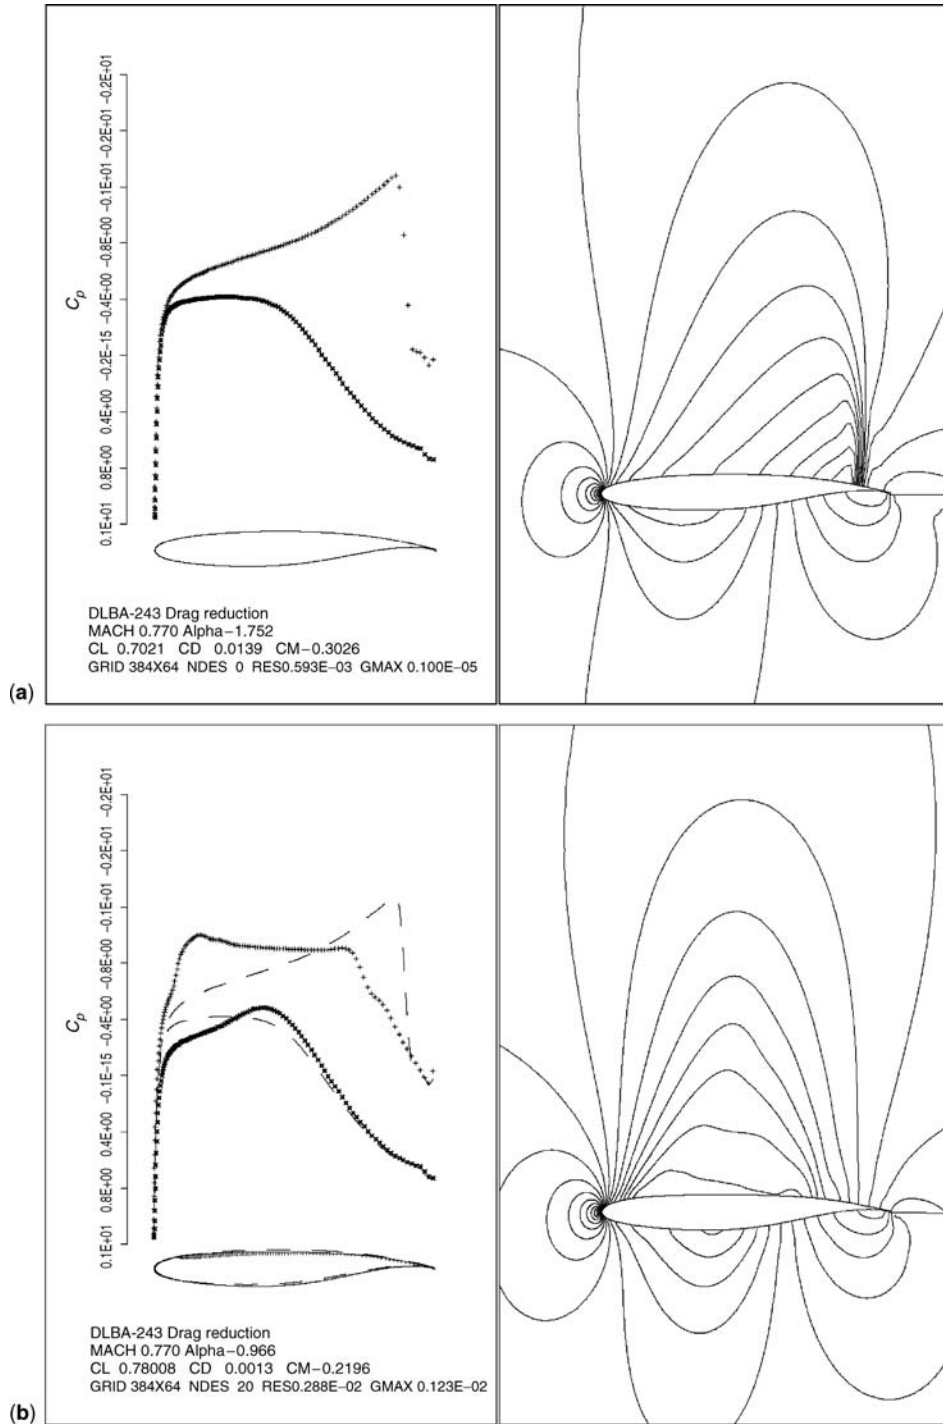 -0.2E+01
-0.2E+01
-0.1E+01
-0.8E+00
-0.4E+00
-0.2E-15
0.4E+00
0.8E+00
0.1E+01
Cp
DLBA-243 Drag reduction
MACH 0.770 Alpha−1.752
CL 0.7021 CD 0.0139 CM−0.3026
GRID 384X64 NDES 0 RES0.593E−03 GMAX 0.100E−05
(a)
-0.2E+01
-0.2E+01
-0.1E+01
-0.8E+00
-0.4E+00
-0.1E-15
0.4E+00
0.8E+00
0.1E+01
Cp
DLBA-243 Drag reduction
MACH 0.770 Alpha−0.966
CL 0.78008 CD 0.0013 CM−0.2196
GRID 384X64 NDES 20 RES0.288E−02 GMAX 0.123E−02
(b)